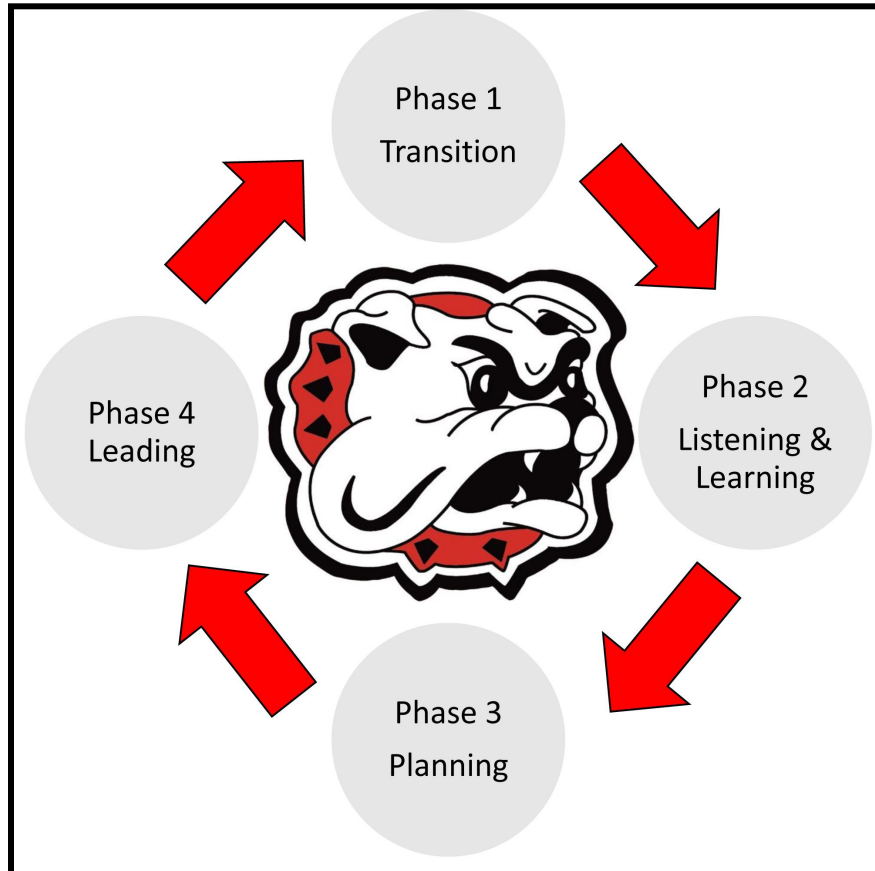 Phase 1
Transition
Phase 2
Listening &
Learning
Phase 3
Planning
Phase 4
Leading